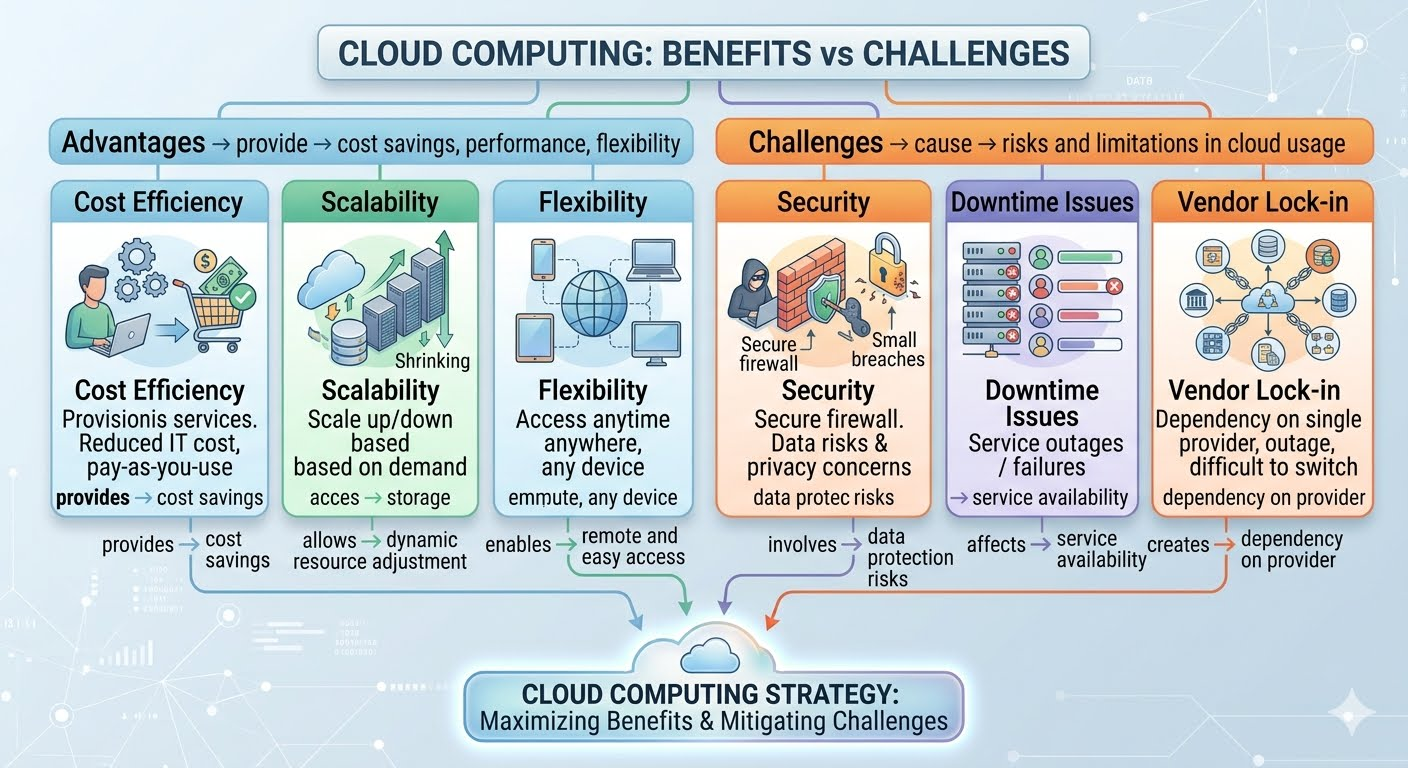 CLOUD COMPUTING: BENEFITS vs CHALLENGES
Advantages → provide → cost savings, performance, flexibility
Challenges → cause → risks and limitations in cloud usage
Cost Efficiency
Cost Efficiency
Provisionis services.
Reduced IT cost,
pay-as-you-use
provides → cost savings
provides → cost
savings
Scalability
Shrinking
Scalability
Scale up/down
based
based on demand
acces → storage
allows → dynamic
resource adjustment
Flexibility
Flexibility
Access anytime
anywhere,
any device
emmute, any device
enables → remote and
easy access
Security
Secure
firewall
Small
breaches
Security
Secure firewall.
Data risks &
privacy concerns
data protec risks
involves → data
protection
risks
Downtime Issues
Downtime
Issues
Service outages
/ failures
→ service availability
affects → service
availability
Vendor Lock-in
Vendor Lock-in
Dependency on single
provider, outage,
difficult to switch
dependency on provider
creates → dependency
on provider
CLOUD COMPUTING STRATEGY:
Maximizing Benefits & Mitigating Challenges